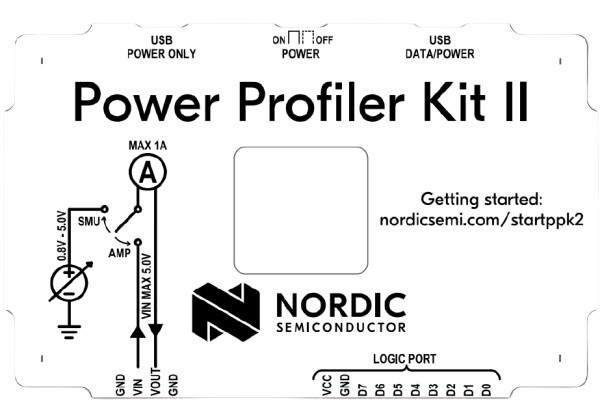 USB
POWER ONLY
ON OFF
POWER
USB
DATA/POWER
Power Profiler Kit II
MAX 1A
A
0.8V - 5.0V
SMU
AMP
VIN MAX 5.0V
Getting started:
nordicsemi.com/startppk2
NORDIC
SEMICONDUCTOR
GND
VIN
VOUT
GND
LOGIC PORT
VCC
GND
D7
D6
D5
D4
D3
D2
D1
D0